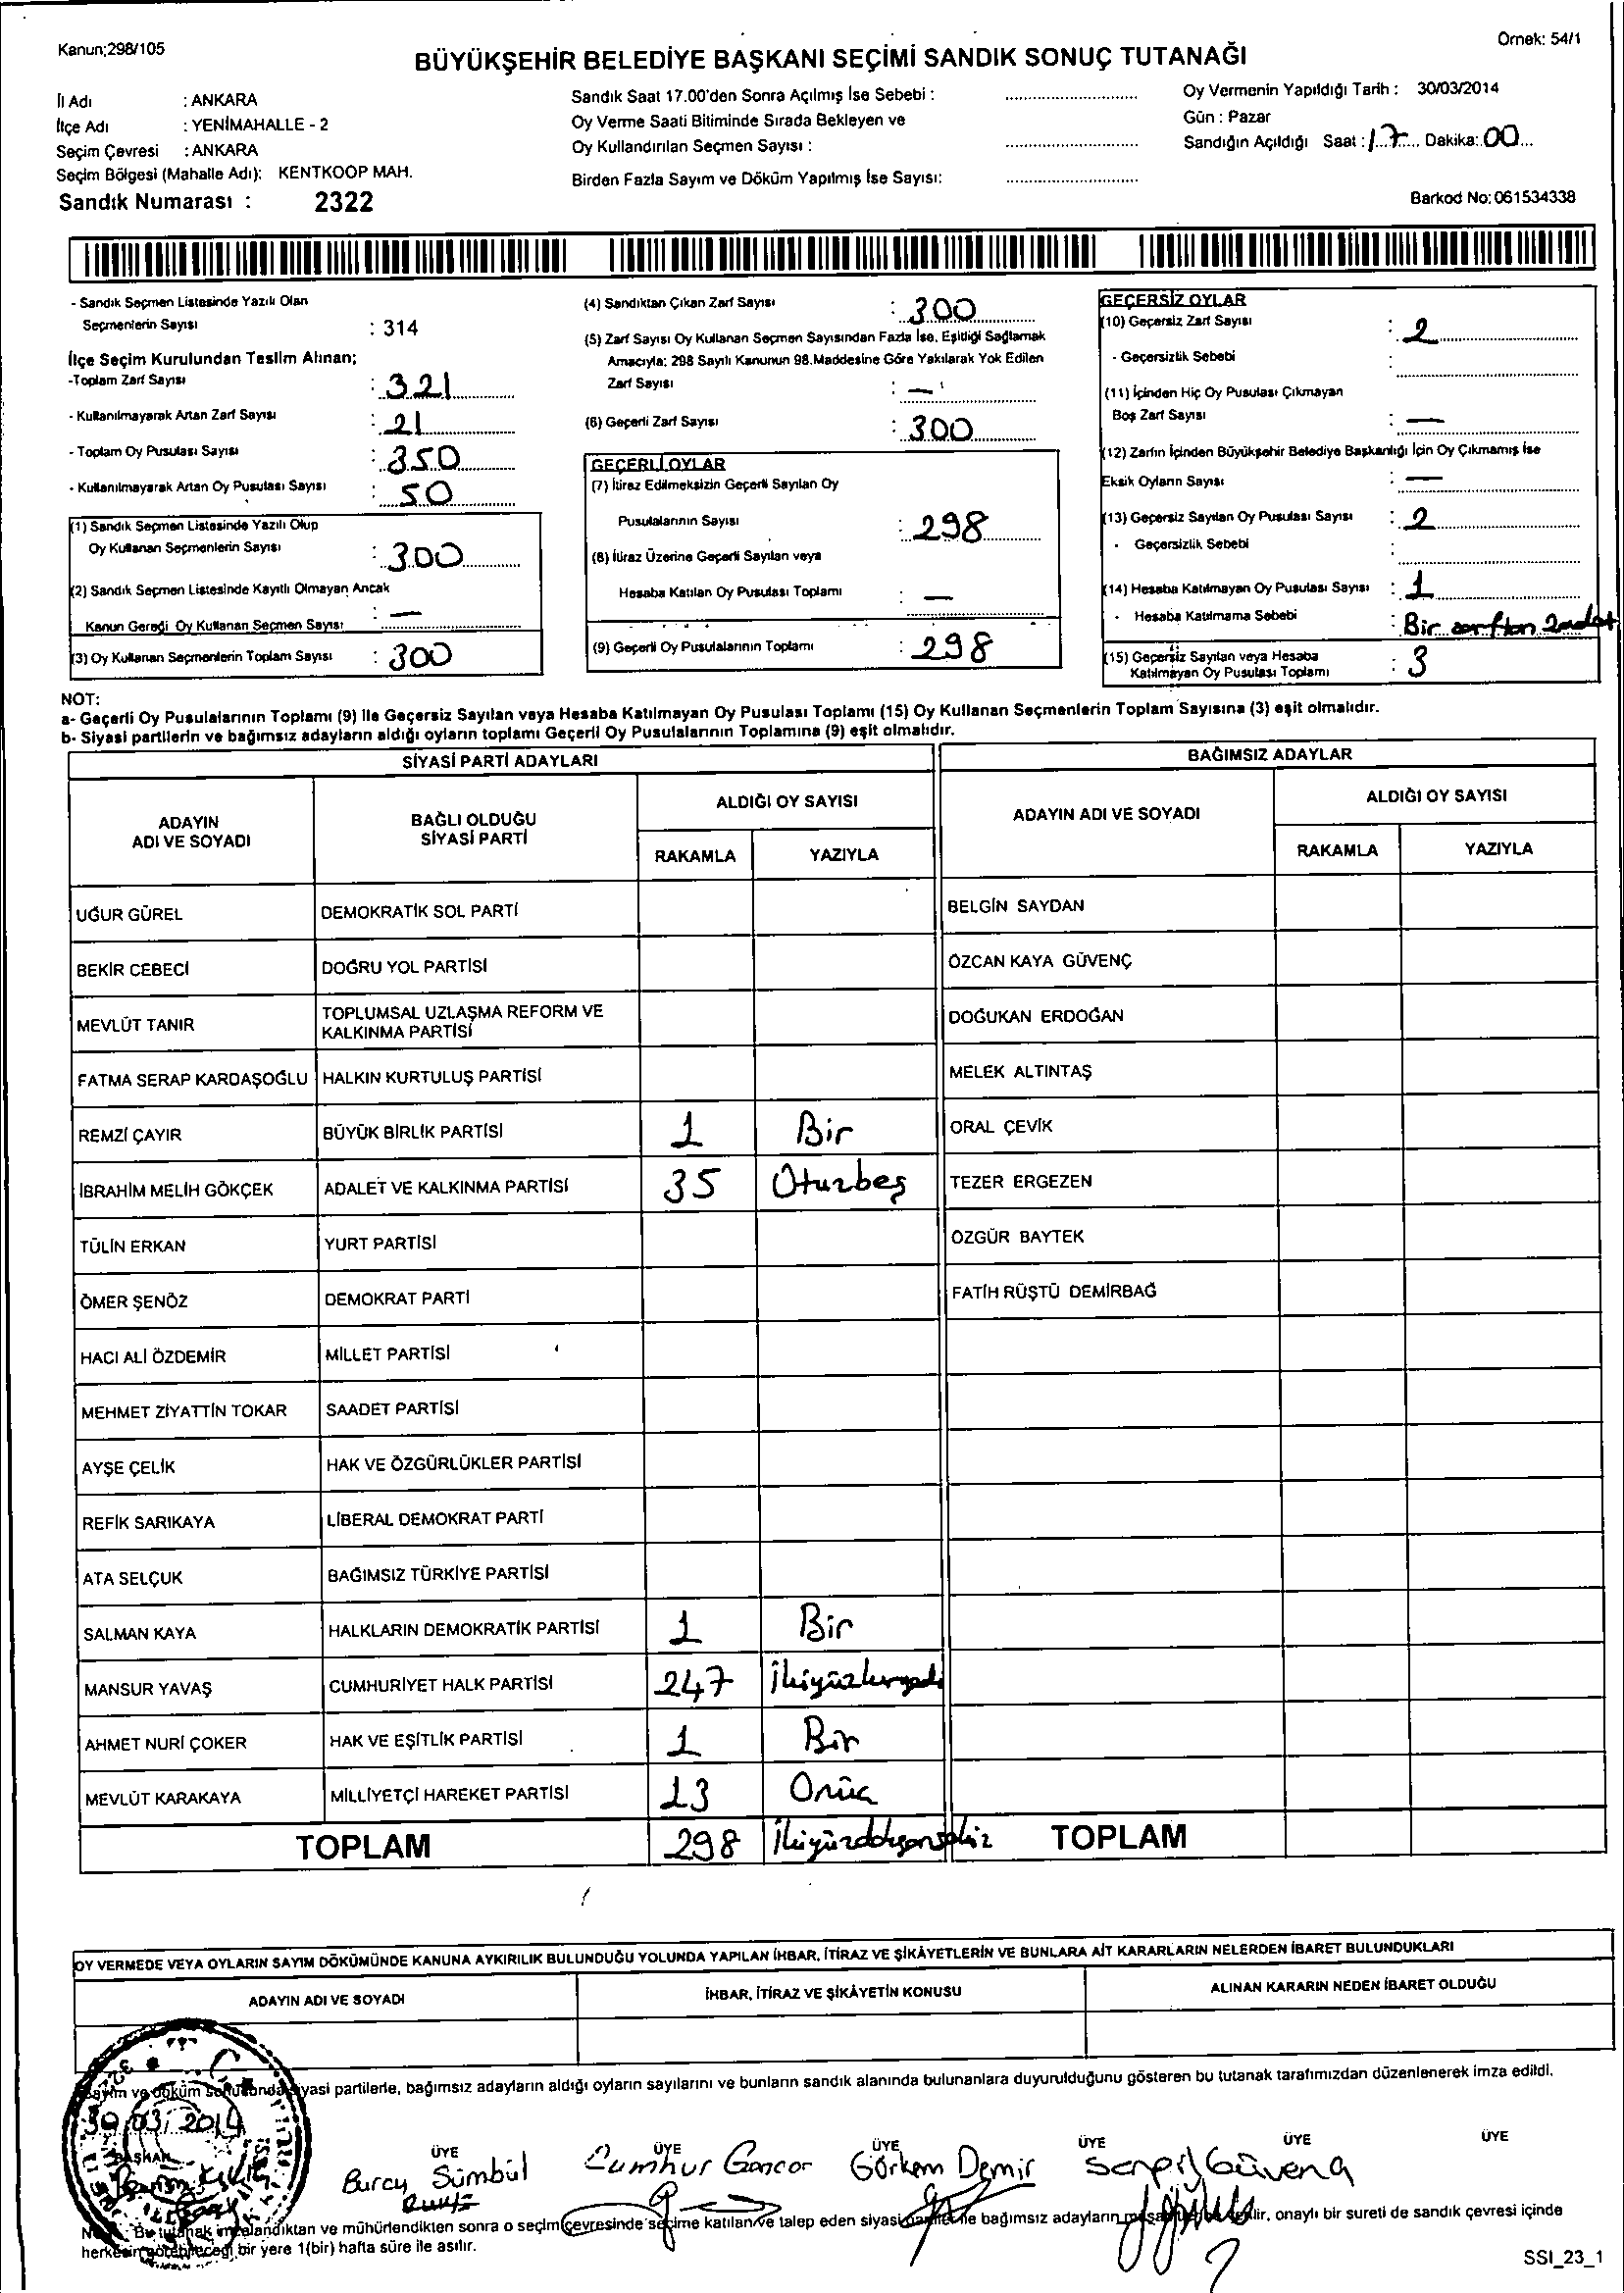 Kanun;298/105
Örnek: 54/1
BÜYÜKŞEHİR BELEDİYE BAŞKANI SEÇİMİ SANDIK SONUÇ TUTANAĞI
İl Adı : ANKARA
İlçe Adı : YENİMAHALLE - 2
Seçim Çevresi : ANKARA
Seçim Bölgesi (Mahalle Adı): KENTKOOP MAH.
Sandık Numarası : 2322
Sandık Saat 17.00'den Sonra Açılmış İse Sebebi :
Oy Verme Saati Bitiminde Sırada Bekleyen ve
Oy Kullandırılan Seçmen Sayısı :
Birden Fazla Sayım ve Döküm Yapılmış İse Sayısı:
Oy Vermenin Yapıldığı Tarih : 30/03/2014
Gün : Pazar
Sandığın Açıldığı Saat : 17 Dakika: 00
Barkod No: 061534338
- Sandık Seçmen Listesinde Yazılı Olan
Seçmenlerin Sayısı : 314
İlçe Seçim Kurulundan Teslim Alınan;
-Toplam Zarf Sayısı : 321
- Kullanılmayarak Artan Zarf Sayısı : 21
- Toplam Oy Pusulası Sayısı : 350
- Kullanılmayarak Artan Oy Pusulası Sayısı : 50
(1) Sandık Seçmen Listesinde Yazılı Olup
Oy Kullanan Seçmenlerin Sayısı : 300
(2) Sandık Seçmen Listesinde Kayıtlı Olmayan Ancak
Kanun Gereği Oy Kullanan Seçmen Sayısı : —
(3) Oy Kullanan Seçmenlerin Toplam Sayısı : 300
(4) Sandıktan Çıkan Zarf Sayısı : 300
(5) Zarf Sayısı Oy Kullanan Seçmen Sayısından Fazla İse, Eşitliği Sağlamak
Amacıyla; 298 Sayılı Kanunun 98.Maddesine Göre Yakılarak Yok Edilen
Zarf Sayısı : —
(6) Geçerli Zarf Sayısı : 300
GEÇERLİ OYLAR
(7) İtiraz Edilmeksizin Geçerli Sayılan Oy
Pusulalarının Sayısı : 298
(8) İtiraz Üzerine Geçerli Sayılan veya
Hesaba Katılan Oy Pusulası Toplamı : —
(9) Geçerli Oy Pusulalarının Toplamı : 298
GEÇERSİZ OYLAR
(10) Geçersiz Zarf Sayısı : 2
- Geçersizlik Sebebi :
(11) İçinden Hiç Oy Pusulası Çıkmayan
Boş Zarf Sayısı : —
(12) Zarfın İçinden Büyükşehir Belediye Başkanlığı İçin Oy Çıkmamış İse
Eksik Oyların Sayısı : —
(13) Geçersiz Sayılan Oy Pusulası Sayısı : 2
- Geçersizlik Sebebi :
(14) Hesaba Katılmayan Oy Pusulası Sayısı : 1
- Hesaba Katılmama Sebebi : Bir zarftan 2
(15) Geçersiz Sayılan veya Hesaba
Katılmayan Oy Pusulası Toplamı : 3
NOT:
a- Geçerli Oy Pusulalarının Toplamı (9) İle Geçersiz Sayılan veya Hesaba Katılmayan Oy Pusulası Toplamı (15) Oy Kullanan Seçmenlerin Toplam Sayısına (3) eşit olmalıdır.
b- Siyasi partilerin ve bağımsız adayların aldığı oyların toplamı Geçerli Oy Pusulalarının Toplamına (9) eşit olmalıdır.
SİYASİ PARTİ ADAYLARI
ADAYIN
ADI VE SOYADI
BAĞLI OLDUĞU
SİYASİ PARTİ
ALDIĞI OY SAYISI
RAKAMLA YAZIYLA
UĞUR GÜREL DEMOKRATİK SOL PARTİ
BEKİR CEBECİ DOĞRU YOL PARTİSİ
MEVLÜT TANIR TOPLUMSAL UZLAŞMA REFORM VE
KALKINMA PARTİSİ
FATMA SERAP KARDAŞOĞLU HALKIN KURTULUŞ PARTİSİ
REMZİ ÇAYIR BÜYÜK BİRLİK PARTİSİ 1 Bir
İBRAHİM MELİH GÖKÇEK ADALET VE KALKINMA PARTİSİ 35 Oturbeş
TÜLİN ERKAN YURT PARTİSİ
ÖMER ŞENÖZ DEMOKRAT PARTİ
HACI ALİ ÖZDEMİR MİLLET PARTİSİ
MEHMET ZİYATTİN TOKAR SAADET PARTİSİ
AYŞE ÇELİK HAK VE ÖZGÜRLÜKLER PARTİSİ
REFİK SARIKAYA LİBERAL DEMOKRAT PARTİ
ATA SELÇUK BAĞIMSIZ TÜRKİYE PARTİSİ
SALMAN KAYA HALKLARIN DEMOKRATİK PARTİSİ 1 Bir
MANSUR YAVAŞ CUMHURİYET HALK PARTİSİ 247 İkiyüzkırkyedi
AHMET NURİ ÇOKER HAK VE EŞİTLİK PARTİSİ 1 Bir
MEVLÜT KARAKAYA MİLLİYETÇİ HAREKET PARTİSİ 13 Onüç
TOPLAM 298 İkiyüzdoksansekiz
BAĞIMSIZ ADAYLAR
ADAYIN ADI VE SOYADI
ALDIĞI OY SAYISI
RAKAMLA YAZIYLA
BELGİN SAYDAN
ÖZCAN KAYA GÜVENÇ
DOĞUKAN ERDOĞAN
MELEK ALTINTAŞ
ORAL ÇEVİK
TEZER ERGEZEN
ÖZGÜR BAYTEK
FATİH RÜŞTÜ DEMİRBAĞ
TOPLAM
OY VERMEDE VEYA OYLARIN SAYIM DÖKÜMÜNDE KANUNA AYKIRILIK BULUNDUĞU YOLUNDA YAPILAN İHBAR, İTİRAZ VE ŞİKÂYETLERİN VE BUNLARA AİT KARARLARIN NELERDEN İBARET BULUNDUKLARI
ADAYIN ADI VE SOYADI
İHBAR, İTİRAZ VE ŞİKÂYETİN KONUSU
ALINAN KARARIN NEDEN İBARET OLDUĞU
Sayım ve döküm sonucunda siyasi partilerle, bağımsız adayların aldığı oyların sayılarını ve bunların sandık alanında bulunanlara duyurulduğunu gösteren bu tutanak tarafımızdan düzenlenerek imza edildi.
30/03/2014
BAŞKAN ÜYE ÜYE ÜYE ÜYE ÜYE ÜYE
Burcu Sümbül Cumhur Goncor Görkem Demir Serpil Güvenç
Bu tutanak imzalandıktan ve mühürlendikten sonra o seçim çevresinde seçime katılan ve talep eden siyasi ile bağımsız adayların onaylı bir sureti de sandık çevresi içinde
herkesin görebileceği bir yere 1(bir) hafta süre ile asılır.
SSI_23_1